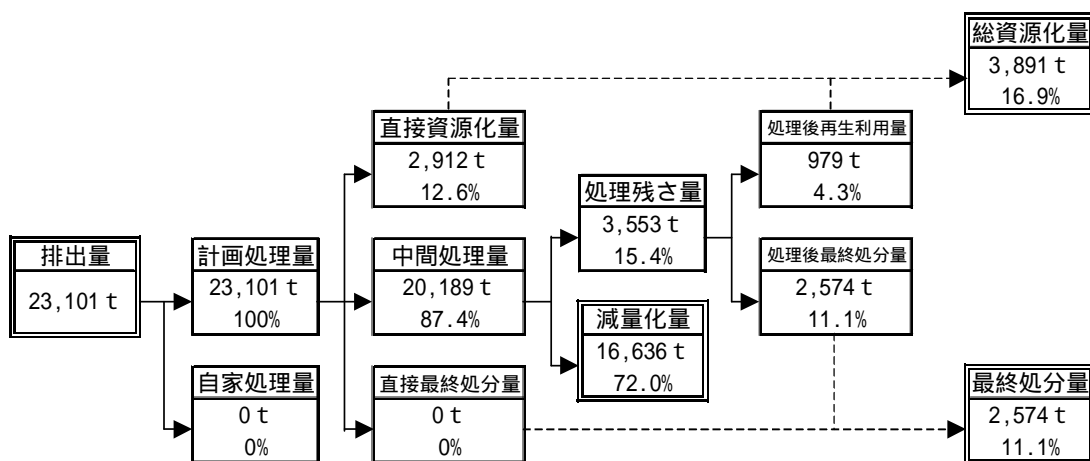 総資源化量
3,891 t
16.9%
直接資源化量
2,912 t
12.6%
処理後再生利用量
979 t
4.3%
処理残さ量
3,553 t
15.4%
排出量
23,101 t
計画処理量
23,101 t
100%
中間処理量
20,189 t
87.4%
処理後最終処分量
2,574 t
11.1%
減量化量
16,636 t
72.0%
自家処理量
0 t
0%
直接最終処分量
0 t
0%
最終処分量
2,574 t
11.1%